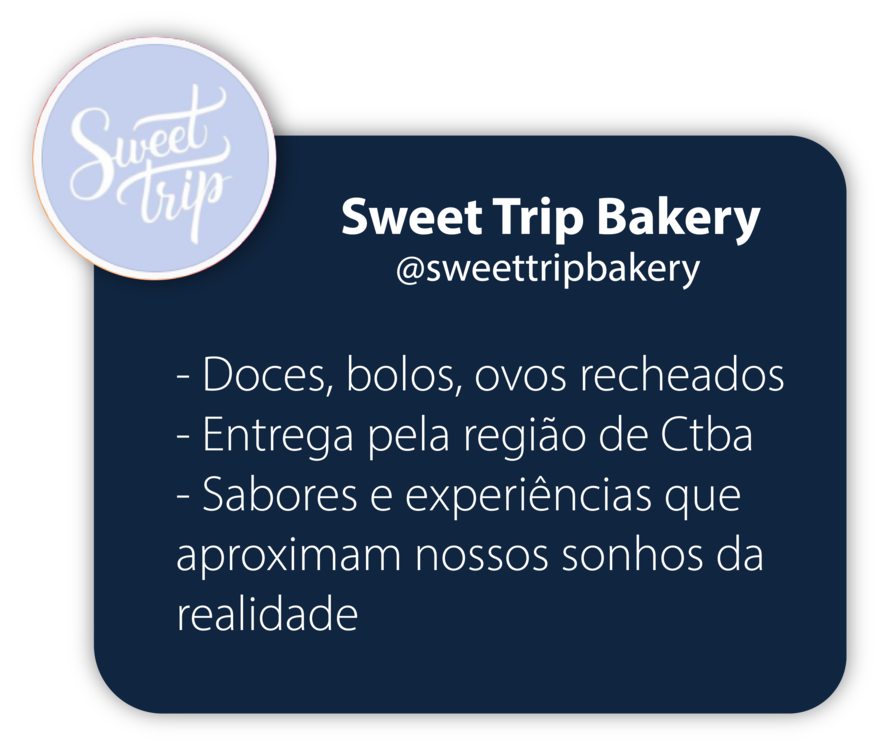 Sweet
trip
Sweet Trip Bakery
@sweettripbakery
- Doces, bolos, ovos recheados
- Entrega pela região de Ctba
- Sabores e experiências que
aproximam nossos sonhos da
realidade